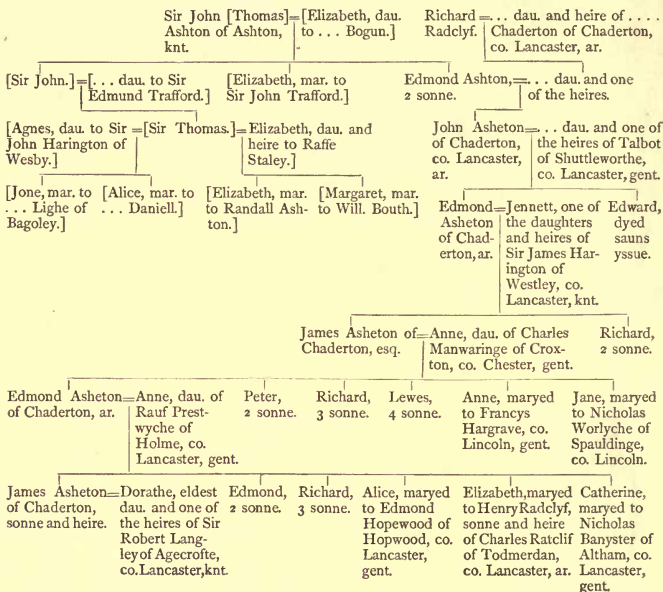 Sir John [Thomas]=[Elizabeth, dau.
Ashton of Ashton, to ... Bogun.]
knt.
Richard =... dau. and heire of ....
Radclyf. Chaderton of Chaderton,
co. Lancaster, ar.
[Sir John.]=[... dau. to Sir
Edmund Trafford.]
[Elizabeth, mar. to
Sir John Trafford.]
Edmond Ashton,=... dau. and one
2 sonne. of the heires.
[Agnes, dau. to Sir =[Sir Thomas.]=Elizabeth, dau. and
John Harington of heire to Raffe
Wesby.] Staley.]
John Asheton=... dau. and one of
of Chaderton, the heires of Talbot
co. Lancaster, of Shuttleworthe,
ar. co. Lancaster, gent.
[Jone, mar. to
... Lighe of
Bagoley.]
[Alice, mar. to
... Daniell.]
[Elizabeth, mar.
to Randall Ash-
ton.]
[Margaret, mar.
to Will. Bouth.]
Edmond=Jennett, one of
Asheton the daughters
of Chad- and heires of
erton, ar. Sir James Har-
ington of
Westley, co.
Lancaster, knt.
Edward,
dyed
sauns
yssue.
James Asheton of=Anne, dau. of Charles
Chaderton, esq. Manwaringe of Crox-
ton, co. Chester, gent.
Richard,
2 sonne.
Edmond Asheton=Anne, dau. of
of Chaderton, ar. Rauf Prest-
wyche of
Holme, co.
Lancaster, gent.
Peter,
2 sonne.
Richard,
3 sonne.
Lewes,
4 sonne.
Anne, maryed
to Francys
Hargrave, co.
Lincoln, gent.
Jane, maryed
to Nicholas
Worlyche of
Spauldinge,
co. Lincoln.
James Asheton=Dorathe, eldest
of Chaderton, dau. and one of
sonne and heire. the heires of Sir
Robert Lang-
ley of Agecrofte,
co. Lancaster, knt.
Edmond,
2 sonne.
Richard,
3 sonne.
Alice, maryed
to Edmond
Hopewood of
Hopwood, co.
Lancaster,
gent.
Elizabeth, maryed
to Henry Radclyf,
sonne and heire
of Charles Ratclif
of Todmerdan,
co. Lancaster, ar.
Catherine,
maryed to
Nicholas
Banyster of
Altham, co.
Lancaster,
gent.